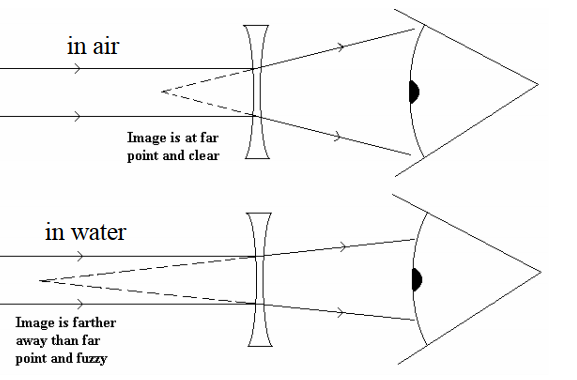 in air
Image is at far
point and clear
in water
Image is farther
away than far
point and fuzzy